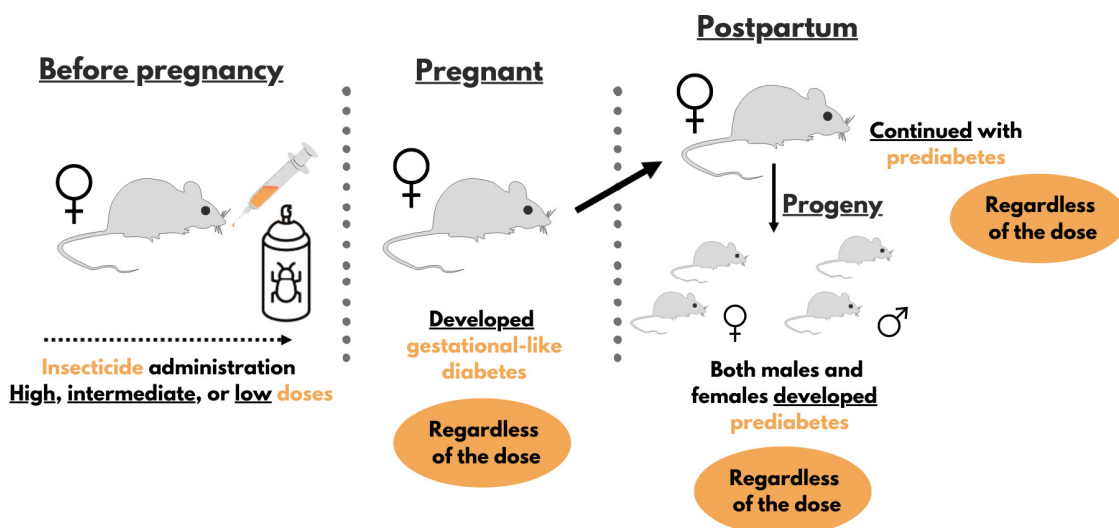 Before pregnancy
Insecticide administration
High, intermediate, or low doses
Pregnant
Developed
gestational-like
diabetes
Regardless
of the dose
Postpartum
Continued with
prediabetes
Regardless
of the dose
Progeny
Both males and
females developed
prediabetes
Regardless
of the dose